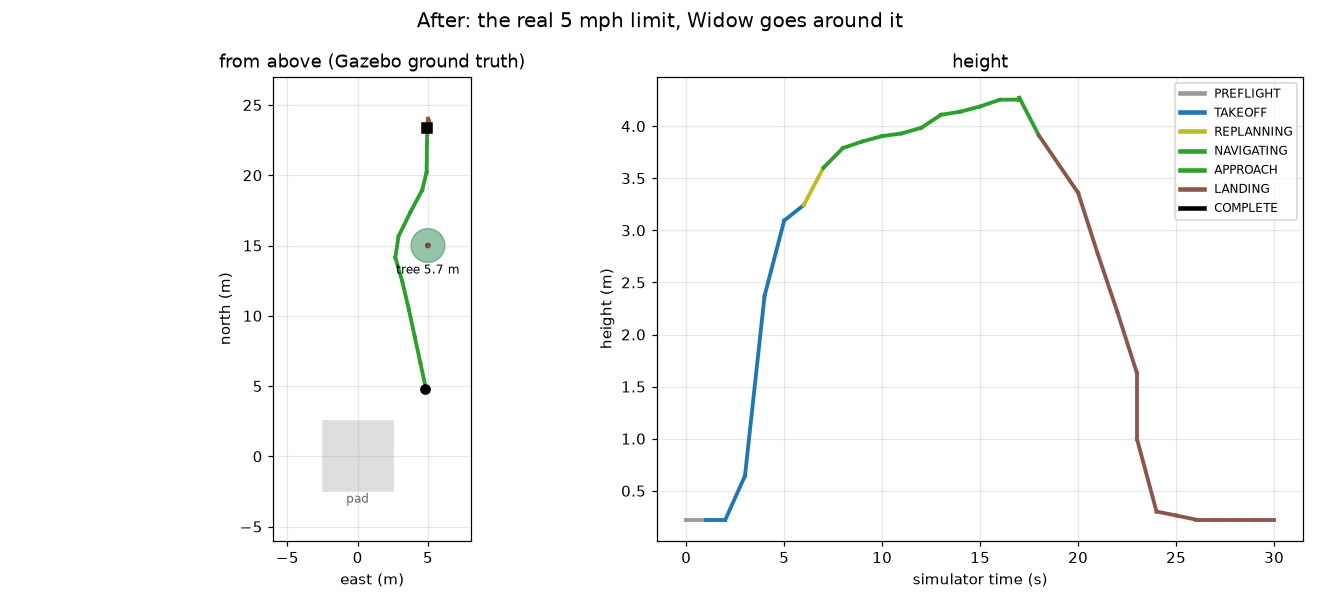 After: the real 5 mph limit, Widow goes around it
from above (Gazebo ground truth)
25
20
15
10
5
0
−5
north (m)
tree 5.7 m
pad
−5
0
5
east (m)
height
4.0
3.5
3.0
2.5
2.0
1.5
1.0
0.5
height (m)
PREFLIGHT
TAKEOFF
REPLANNING
NAVIGATING
APPROACH
LANDING
COMPLETE
0
5
10
15
20
25
30
simulator time (s)